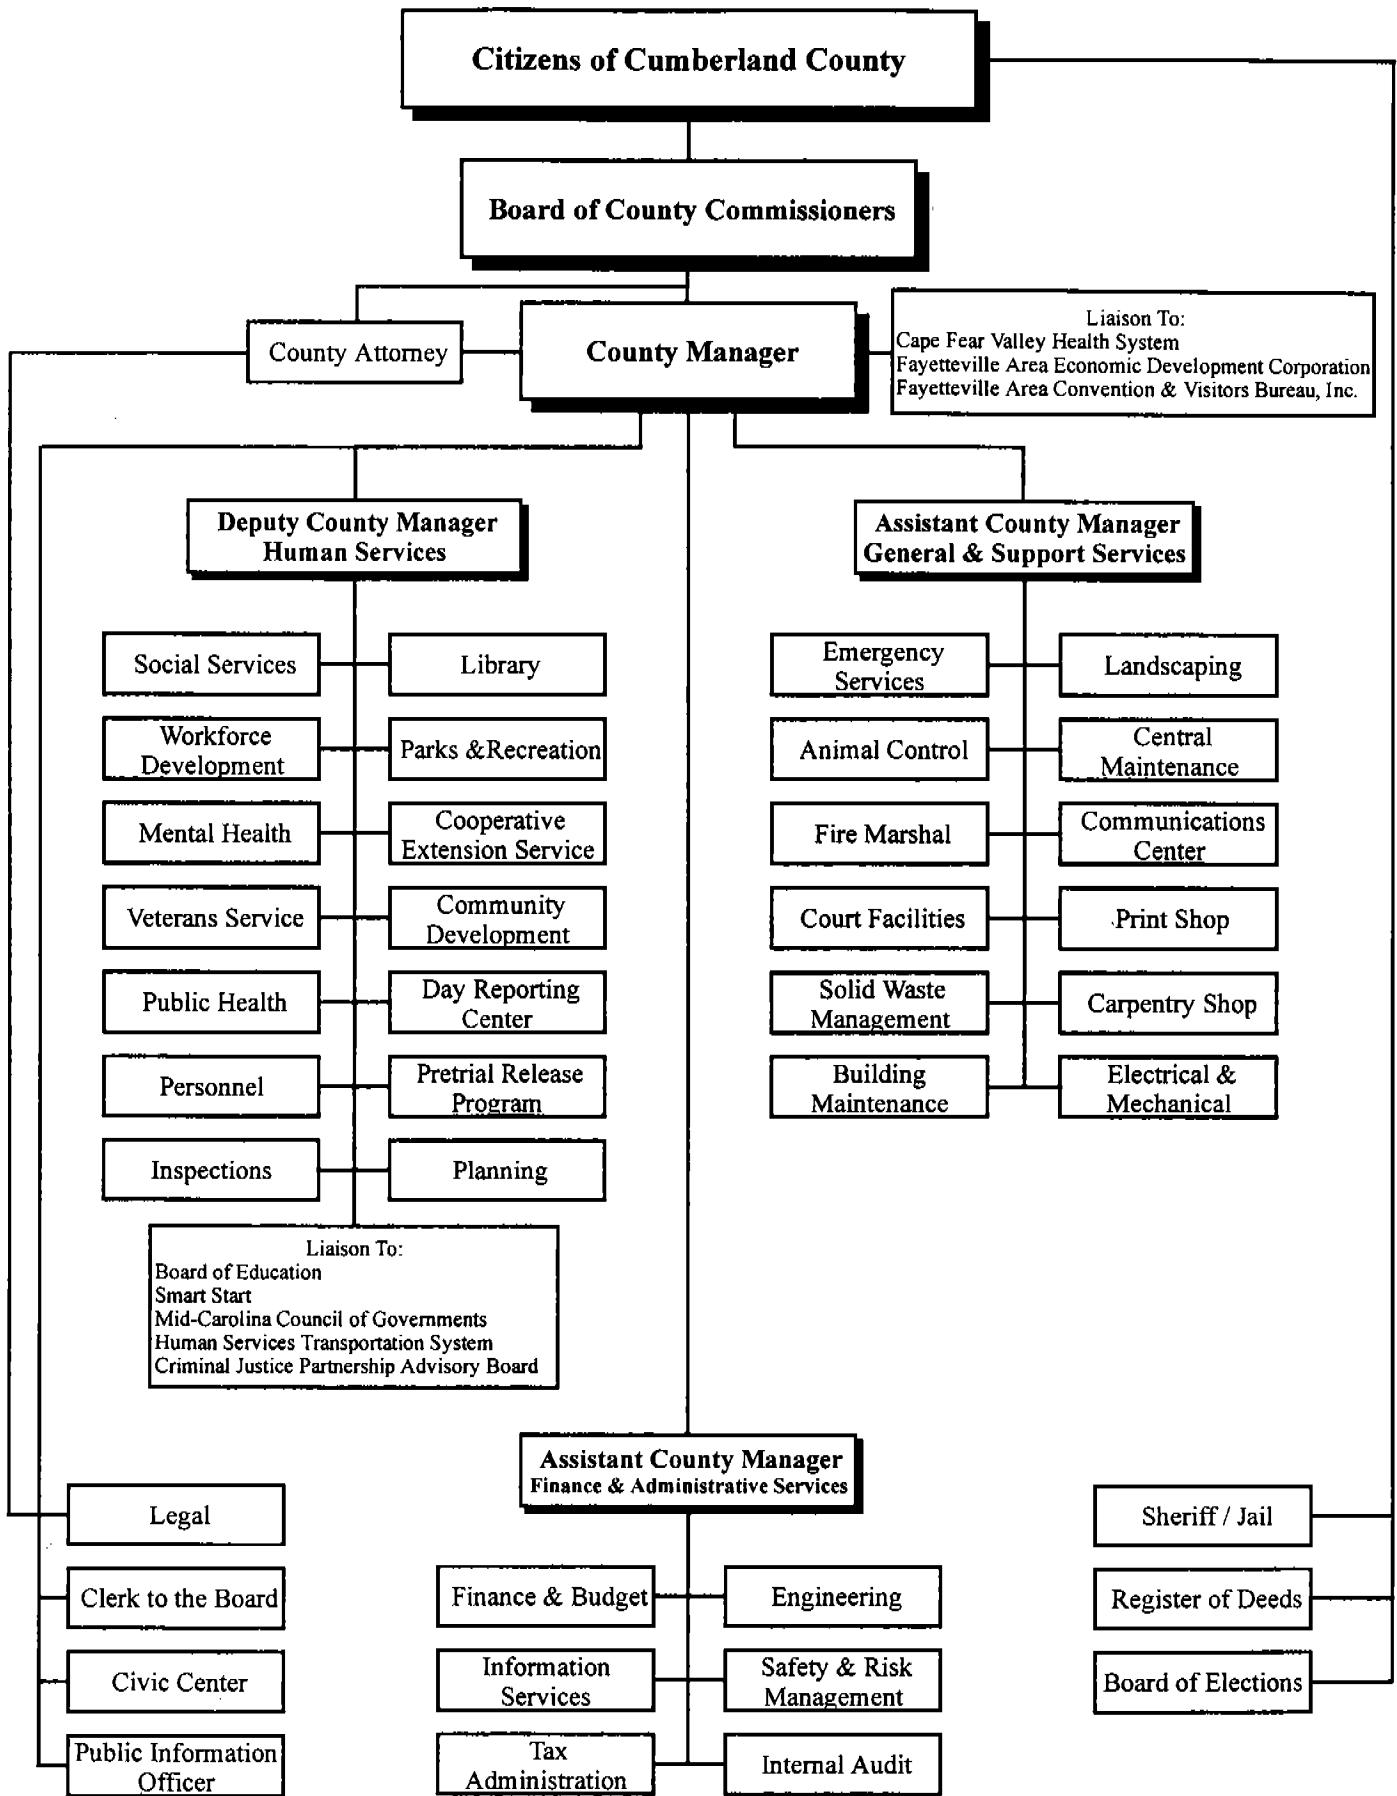 Citizens of Cumberland County
Board of County Commissioners
County Attorney
County Manager
Liaison To:
Cape Fear Valley Health System
Fayetteville Area Economic Development Corporation
Fayetteville Area Convention & Visitors Bureau, Inc.
Deputy County Manager
Human Services
Assistant County Manager
General & Support Services
Social Services
Library
Workforce
Development
Parks &Recreation
Mental Health
Cooperative
Extension Service
Veterans Service
Community
Development
Public Health
Day Reporting
Center
Personnel
Pretrial Release
Program
Inspections
Planning
Liaison To:
Board of Education
Smart Start
Mid-Carolina Council of Governments
Human Services Transportation System
Criminal Justice Partnership Advisory Board
Emergency
Services
Landscaping
Animal Control
Central
Maintenance
Fire Marshal
Communications
Center
Court Facilities
Print Shop
Solid Waste
Management
Carpentry Shop
Building
Maintenance
Electrical &
Mechanical
Assistant County Manager
Finance & Administrative Services
Legal
Clerk to the Board
Civic Center
Public Information
Officer
Finance & Budget
Engineering
Information
Services
Safety & Risk
Management
Tax
Administration
Internal Audit
Sheriff / Jail
Register of Deeds
Board of Elections